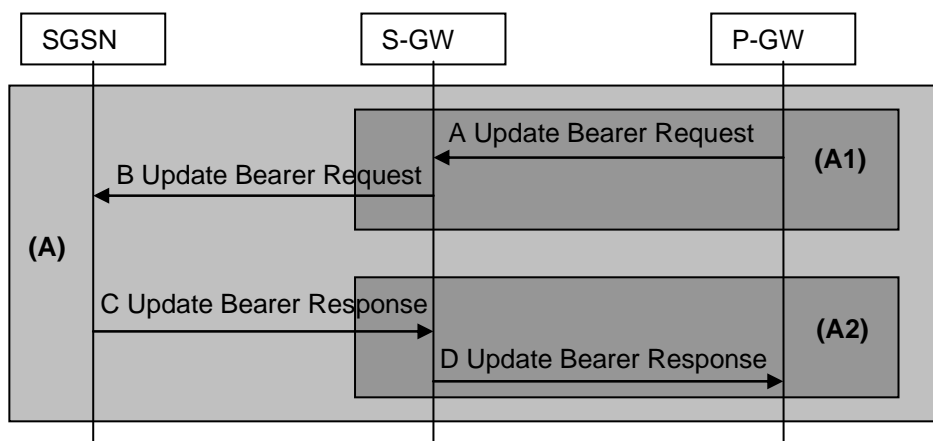 SGSN
S-GW
P-GW
A Update Bearer Request
(A1)
B Update Bearer Request
(A)
C Update Bearer Response
(A2)
D Update Bearer Response